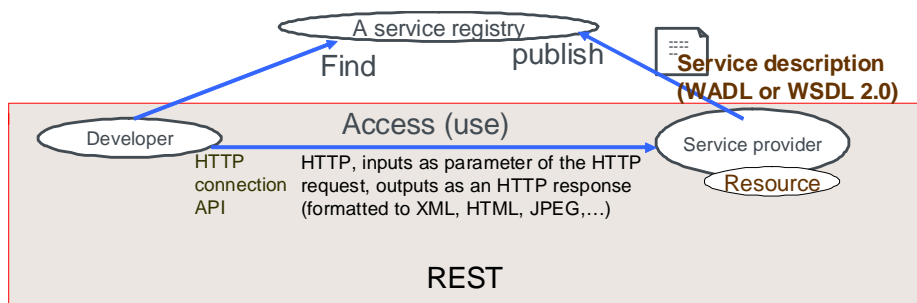 A service registry
Find
publish
Service description
(WADL or WSDL 2.0)
Developer
Access (use)
Service provider
Resource
HTTP
connection
API
HTTP, inputs as parameter of the HTTP
request, outputs as an HTTP response
(formatted to XML, HTML, JPEG,...)
REST